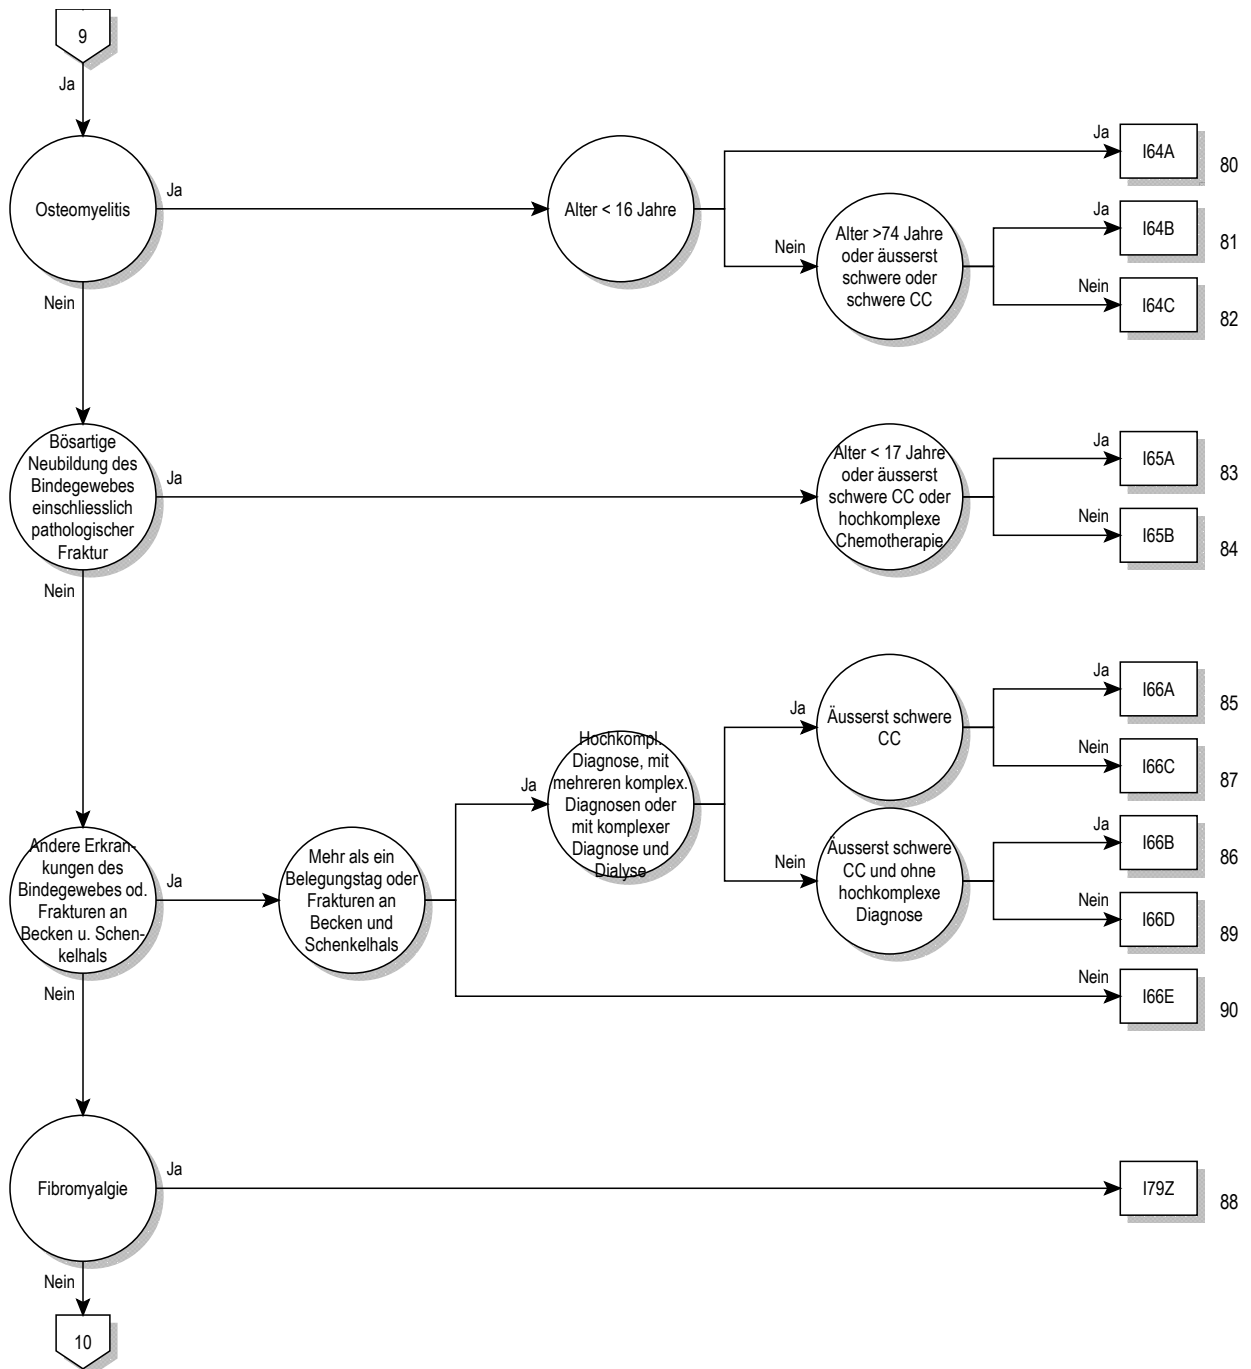 9
Ja
Osteomyelitis
Ja
Alter < 16 Jahre
Ja
I64A
80
Nein
Alter >74 Jahre
oder äusserst
schwere oder
schwere CC
Ja
I64B
81
Nein
I64C
82
Nein
Bösartige
Neubildung des
Bindegewebes
einschliesslich
pathologischer
Fraktur
Ja
Alter < 17 Jahre
oder äusserst
schwere CC oder
hochkomplexe
Chemotherapie
Ja
I65A
83
Nein
I65B
84
Nein
Andere Erkran-
kungen des
Bindegewebes od.
Frakturen an
Becken u. Schen-
kelhals
Ja
Mehr als ein
Belegungstag oder
Frakturen an
Becken und
Schenkelhals
Ja
Hochkompl.
Diagnose, mit
mehreren komplex.
Diagnosen oder
mit komplexer
Diagnose und
Dialyse
Ja
Äusserst schwere
CC
Ja
I66A
85
Nein
I66C
87
Nein
Äusserst schwere
CC und ohne
hochkomplexe
Diagnose
Ja
I66B
86
Nein
I66D
89
Nein
I66E
90
Nein
Fibromyalgie
Ja
I79Z
88
Nein
10